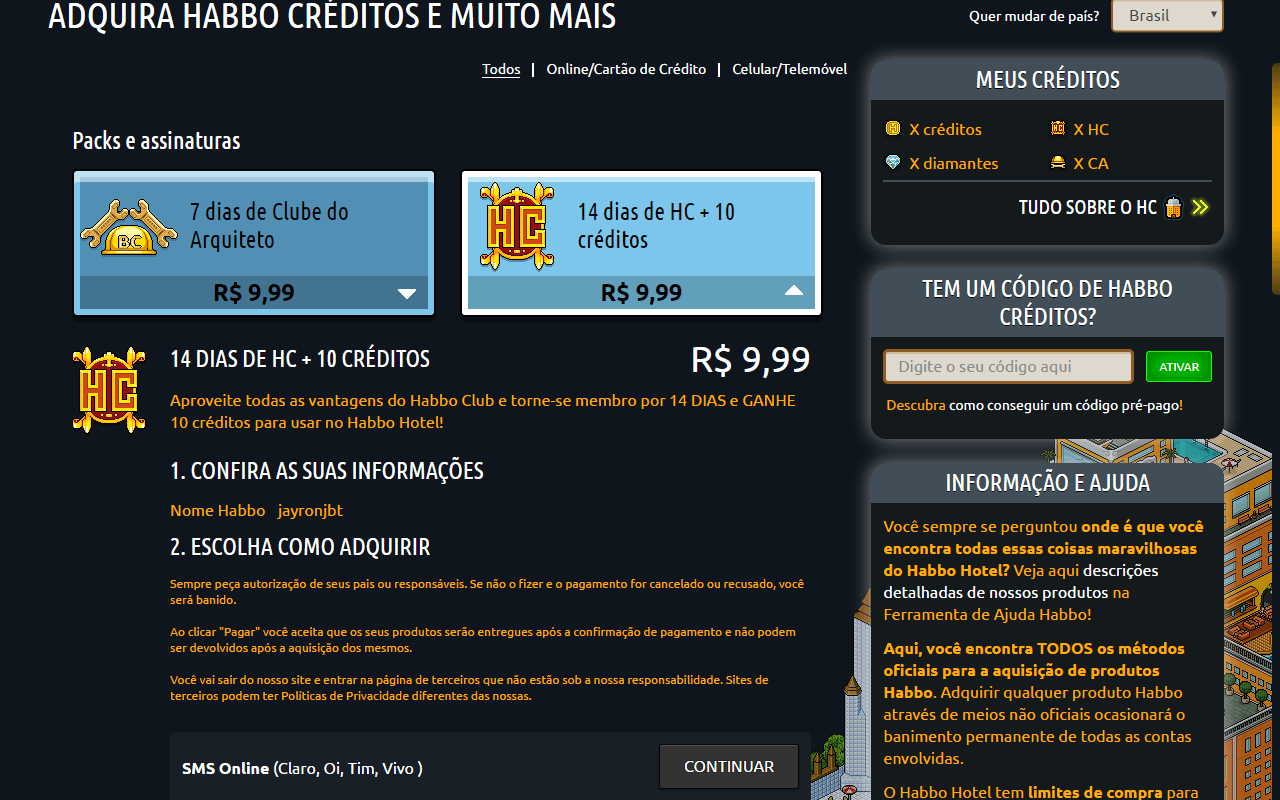 ADQUIRA HABBO CRÉDITOS E MUITO MAIS
Quer mudar de país? Brasil
Todos | Online/Cartão de Crédito | Celular/Telemóvel
Packs e assinaturas
BC
7 dias de Clube do
Arquiteto
R$ 9,99
HC
14 dias de HC + 10
créditos
R$ 9,99
HC
14 DIAS DE HC + 10 CRÉDITOS
R$ 9,99
Aproveite todas as vantagens do Habbo Club e torne-se membro por 14 DIAS e GANHE
10 créditos para usar no Habbo Hotel!
1. CONFIRA AS SUAS INFORMAÇÕES
Nome Habbo jayronjbt
2. ESCOLHA COMO ADQUIRIR
Sempre peça autorização de seus pais ou responsáveis. Se não o fizer e o pagamento for cancelado ou recusado, você
será banido.
Ao clicar "Pagar" você aceita que os seus produtos serão entregues após a confirmação de pagamento e não podem
ser devolvidos após a aquisição dos mesmos.
Você vai sair do nosso site e entrar na página de terceiros que não estão sob a nossa responsabilidade. Sites de
terceiros podem ter Políticas de Privacidade diferentes das nossas.
SMS Online (Claro, Oi, Tim, Vivo )
CONTINUAR
MEUS CRÉDITOS
X créditos
HC X HC
X diamantes
X CA
TUDO SOBRE O HC
TEM UM CÓDIGO DE HABBO
CRÉDITOS?
Digite o seu código aqui
ATIVAR
Descubra como conseguir um código pré-pago!
INFORMAÇÃO E AJUDA
Você sempre se perguntou onde é que você
encontra todas essas coisas maravilhosas
do Habbo Hotel? Veja aqui descrições
detalhadas de nossos produtos na
Ferramenta de Ajuda Habbo!
Aqui, você encontra TODOS os métodos
oficiais para a aquisição de produtos
Habbo. Adquirir qualquer produto Habbo
através de meios não oficiais ocasionará o
banimento permanente de todas as contas
envolvidas.
O Habbo Hotel tem limites de compra para